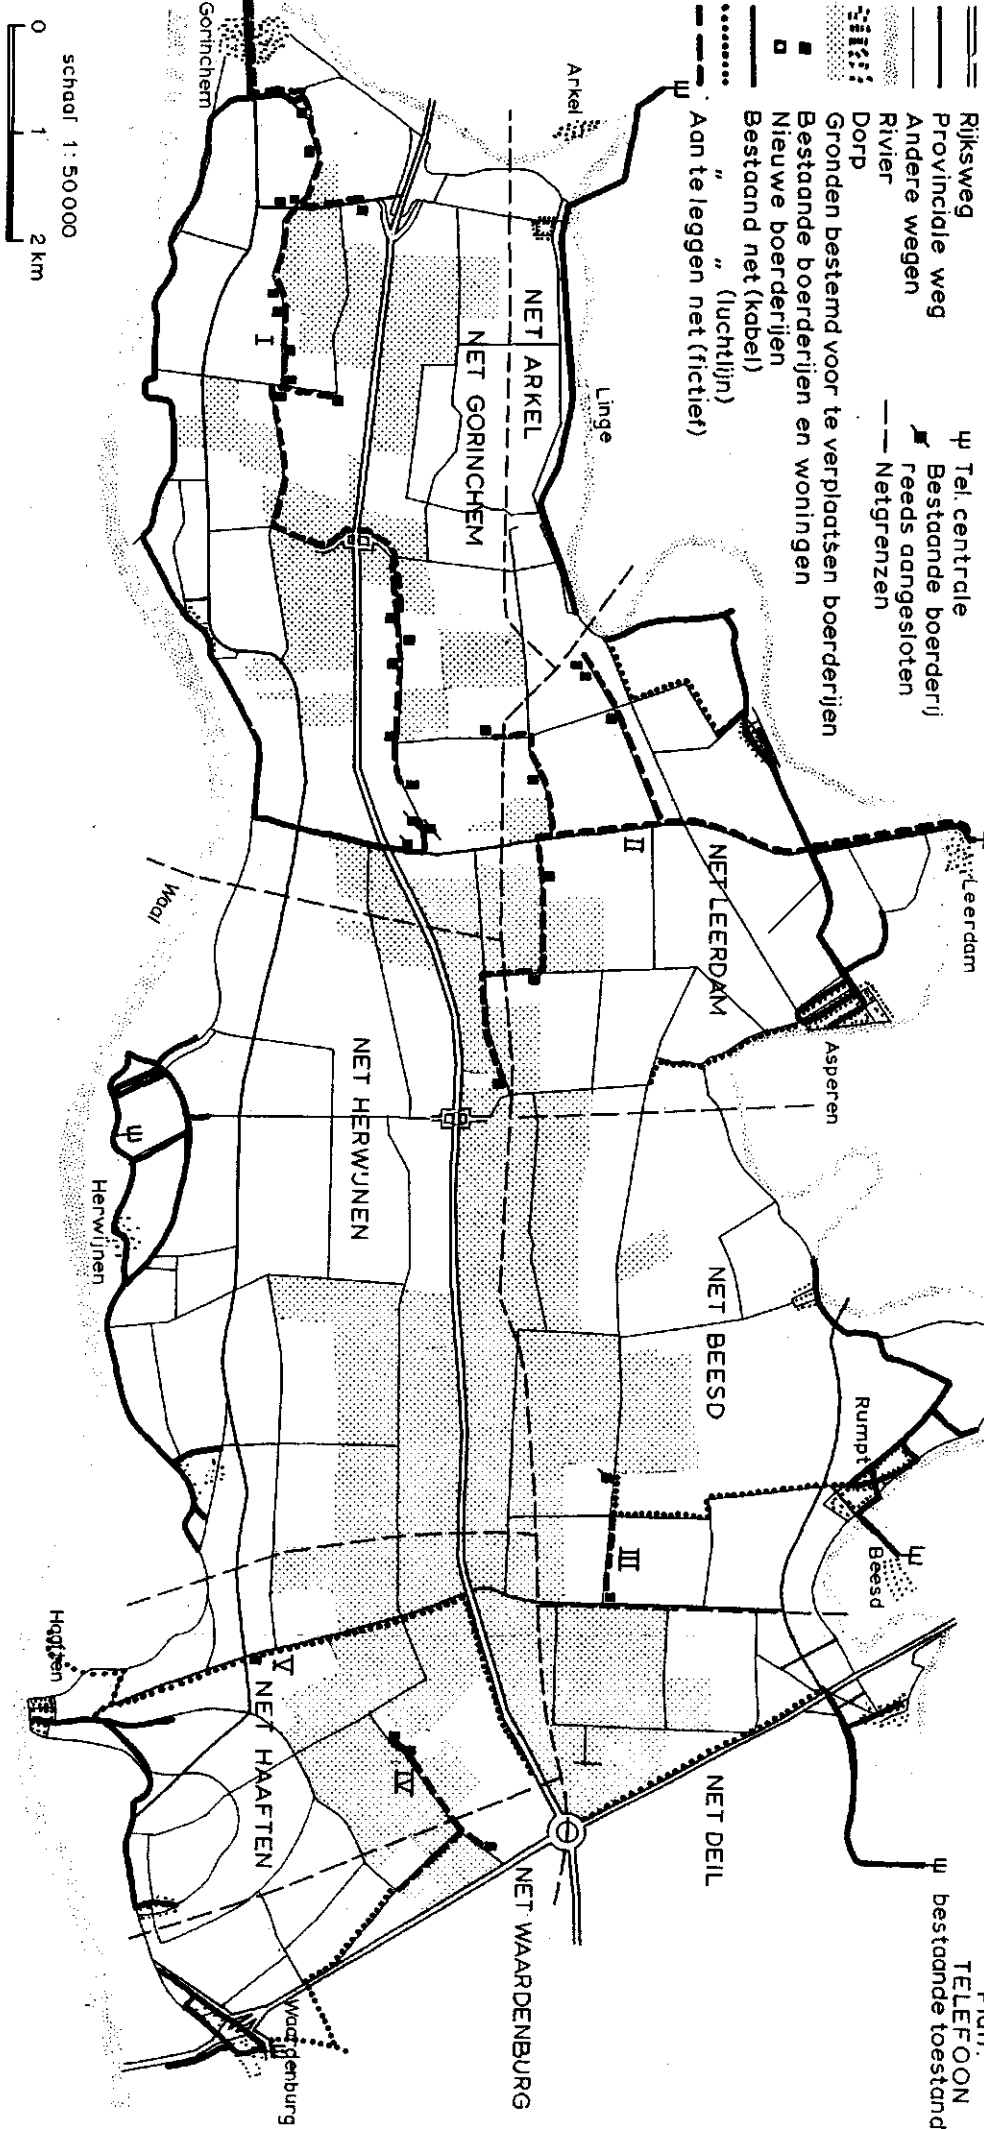 Plan:
TELEFOON
bestaande toestand
Rijksweg
Provinciale weg
Andere wegen
Rivier
Dorp
Gronden bestemd voor te verplaatsen boerderijen
Bestaande boerderijen en woningen
Nieuwe boerderijen
Bestaand net (kabel)
" " (luchtlijn)
Aan te leggen net (fictief)
Tel. centrale
Bestaande boerderij
reeds aangesloten
Netgrenzen
Arkel
Linge
Leerdam
Asperen
Rumpt
Beesd
NET ARKEL
NET GORINCHEM
NET LEERDAM
NET BEESD
NET DEIL
NET HERWIJNEN
NET HAAFTEN
NET WAARDENBURG
I
II
III
IV
V
Gorinchem
Waal
Herwijnen
Haaften
Waardenburg
schaal 1:50000
0 1 2 km